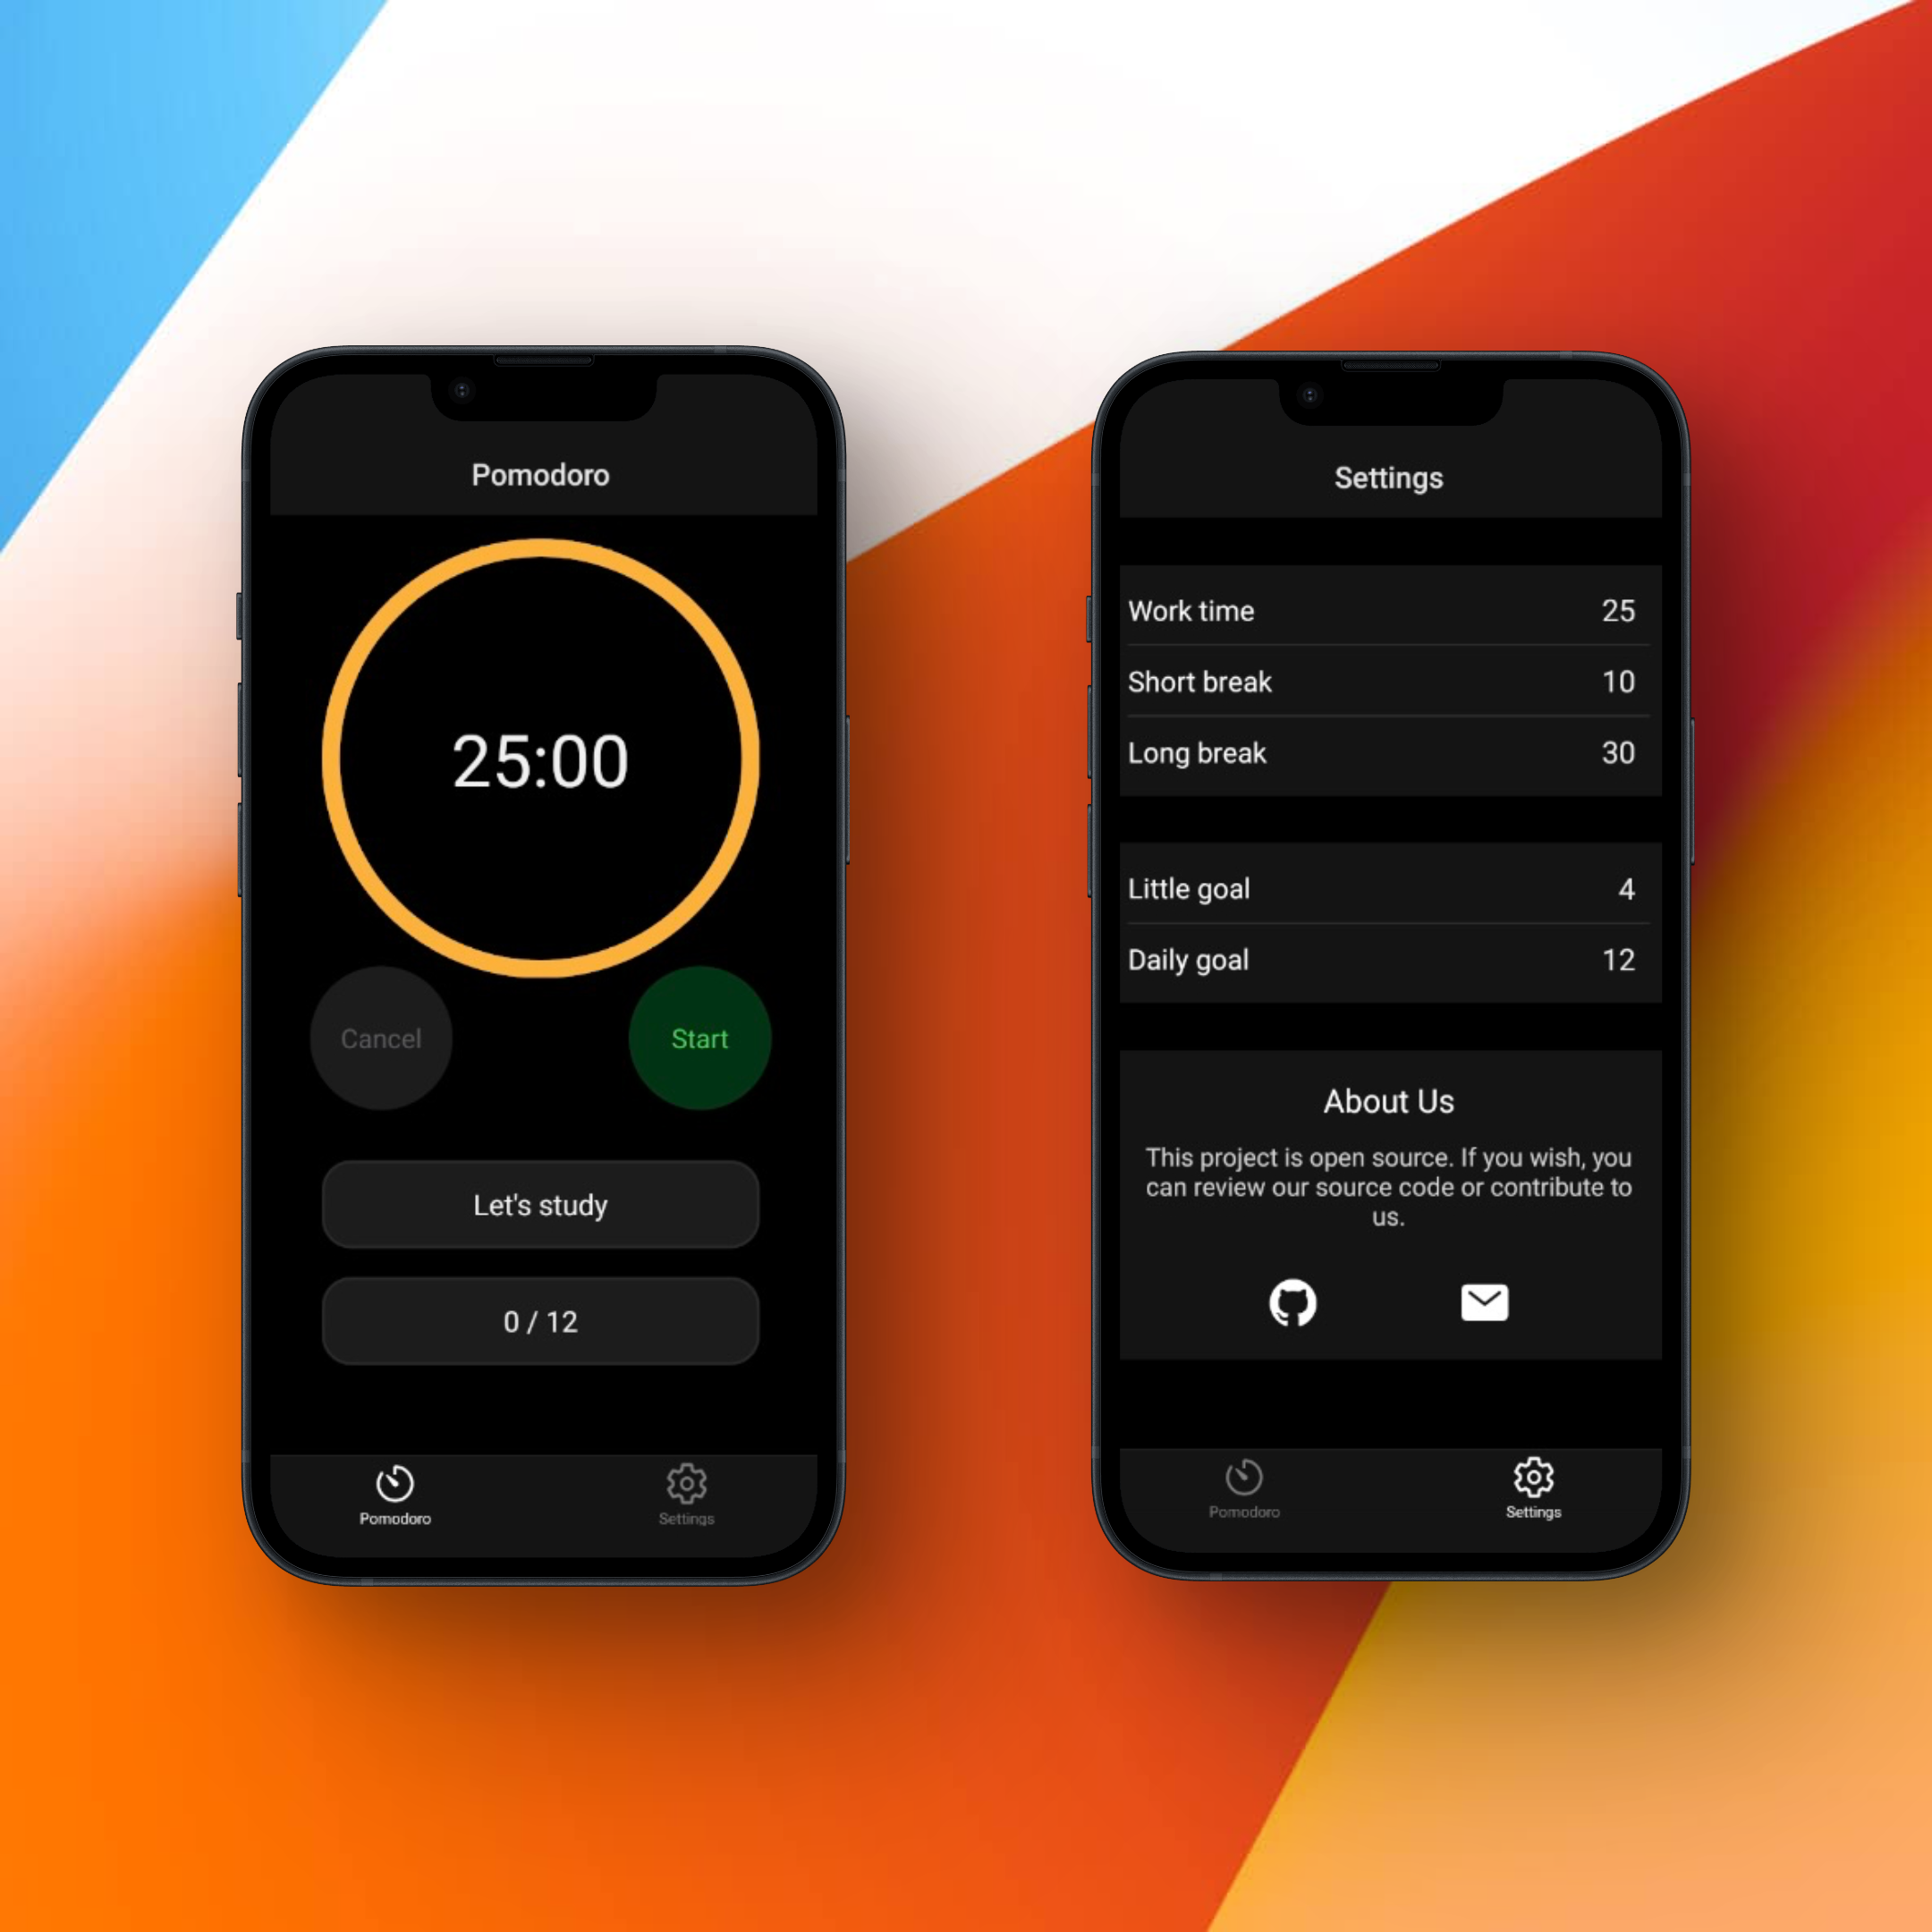 Pomodoro
25:00
Cancel
Start
Let's study
0 / 12
Pomodoro
Settings
Settings
Work time 25
Short break 10
Long break 30
Little goal 4
Daily goal 12
About Us
This project is open source. If you wish, you
can review our source code or contribute to
us.
Pomodoro
Settings